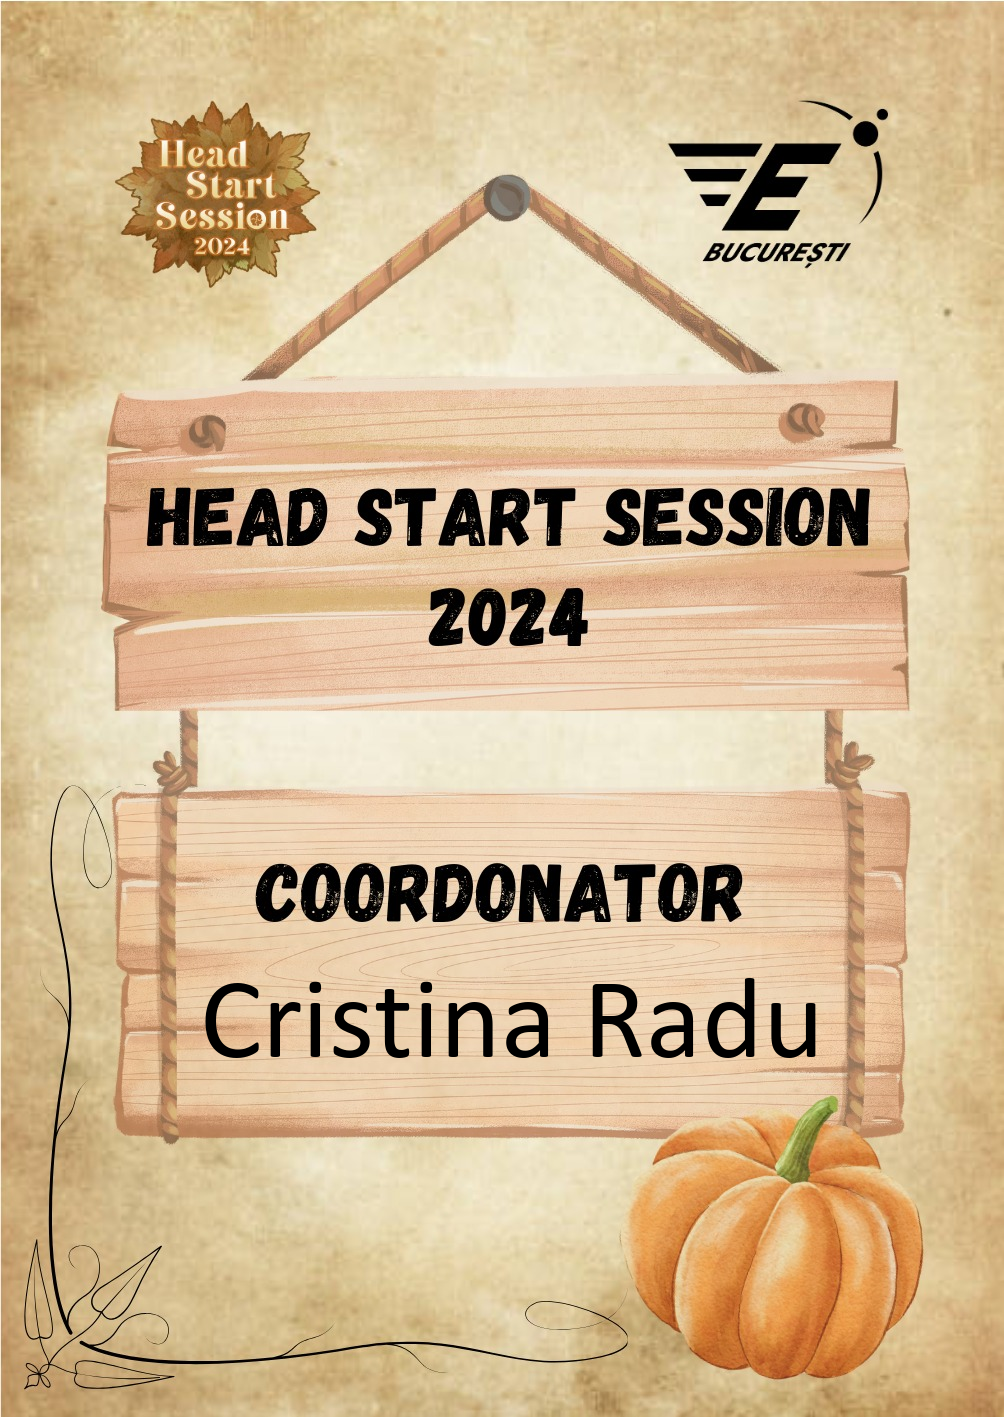 Head
Start
Session
2024
E
BUCUREȘTI
HEAD START SESSION
2024
COORDONATOR
Cristina Radu